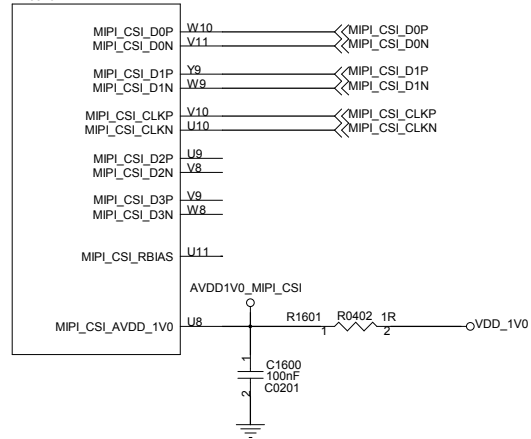 MIPI_CSI_D0P W10 MIPI_CSI_D0P
MIPI_CSI_D0N V11 MIPI_CSI_D0N
MIPI_CSI_D1P Y9 MIPI_CSI_D1P
MIPI_CSI_D1N W9 MIPI_CSI_D1N
MIPI_CSI_CLKP V10 MIPI_CSI_CLKP
MIPI_CSI_CLKN U10 MIPI_CSI_CLKN
MIPI_CSI_D2P U9
MIPI_CSI_D2N V8
MIPI_CSI_D3P V9
MIPI_CSI_D3N W8
MIPI_CSI_RBIAS U11
AVDD1V0_MIPI_CSI
R1601 R0402 1R
MIPI_CSI_AVDD_1V0 U8 1 2 VDD_1V0
1
C1600
100nF
C0201
2